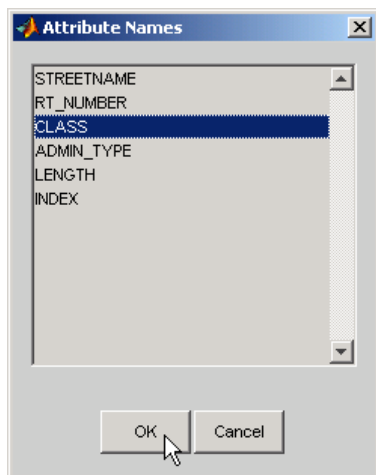 Attribute Names
STREETNAME
RT_NUMBER
CLASS
ADMIN_TYPE
LENGTH
INDEX
OK Cancel